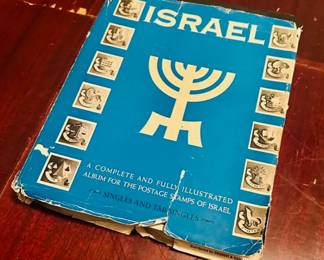 ISRAEL
A COMPLETE AND FULLY ILLUSTRATED
ALBUM FOR THE POSTAGE STAMPS OF ISRAEL
SINGLES AND TAB SINGLES